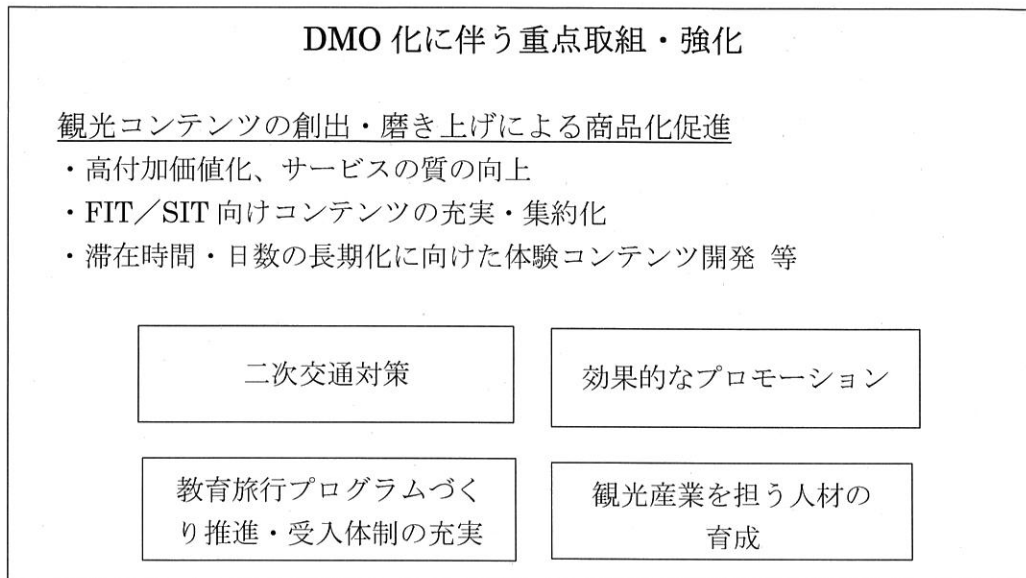 DMO 化に伴う重点取組・強化
観光コンテンツの創出・磨き上げによる商品化促進
・高付加価値化、サービスの質の向上
・FIT／SIT 向けコンテンツの充実・集約化
・滞在時間・日数の長期化に向けた体験コンテンツ開発 等
二次交通対策
効果的なプロモーション
教育旅行プログラムづく
り推進・受入体制の充実
観光産業を担う人材の
育成